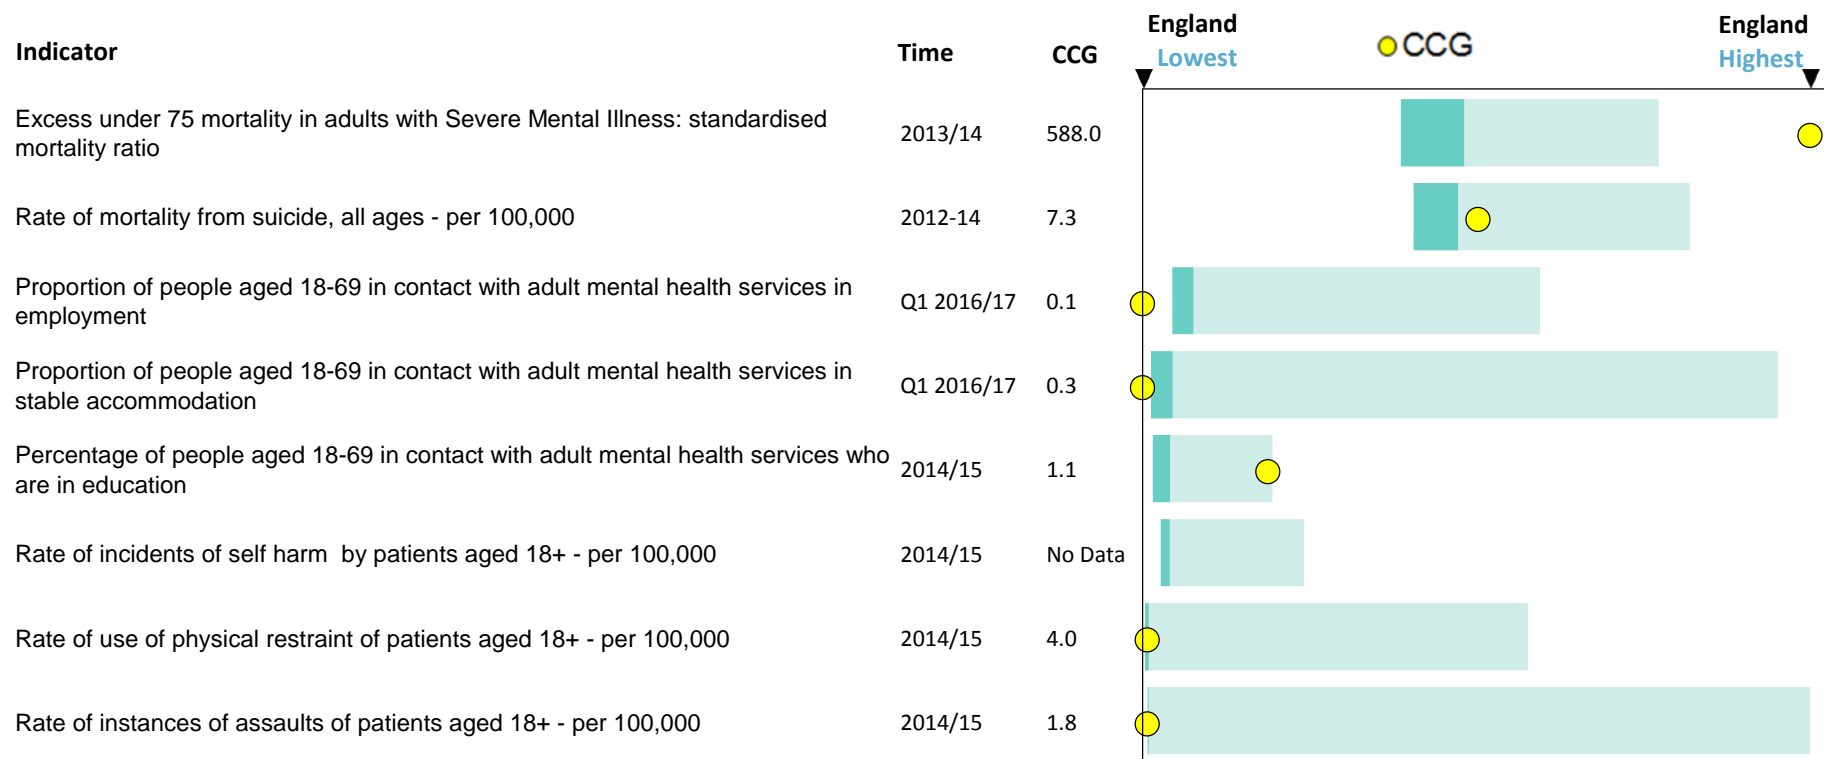 England England
CCG
Indicator Time CCG
Lowest Highest
Excess under 75 mortality in adults with Severe Mental Illness: standardised
mortality ratio
2013/14 588.0
Rate of mortality from suicide, all ages - per 100,000 2012-14 7.3
Proportion of people aged 18-69 in contact with adult mental health services in
employment
Q1 2016/17 0.1
Proportion of people aged 18-69 in contact with adult mental health services in
stable accommodation
Q1 2016/17 0.3
Percentage of people aged 18-69 in contact with adult mental health services who
are in education
2014/15 1.1
Rate of incidents of self harm  by patients aged 18+ - per 100,000 2014/15 No Data
Rate of use of physical restraint of patients aged 18+ - per 100,000 2014/15 4.0
Rate of instances of assaults of patients aged 18+ - per 100,000 2014/15 1.8